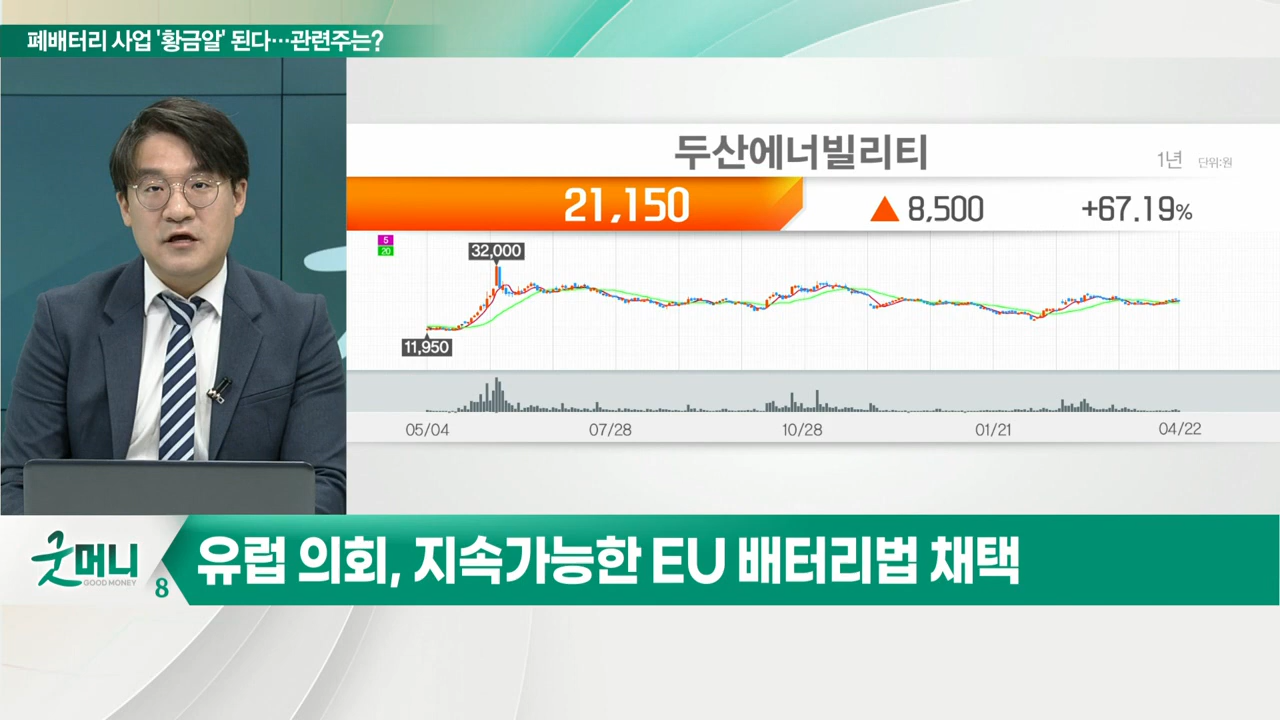 폐배터리 사업 '황금알' 된다…관련주는?
두산에너빌리티
1년 단위:원
21,150
▲ 8,500
+67.19%
5
20
32,000
11,950
05/04 07/28 10/28 01/21 04/22
굿머니
GOOD MONEY
8
유럽 의회, 지속가능한 EU 배터리법 채택